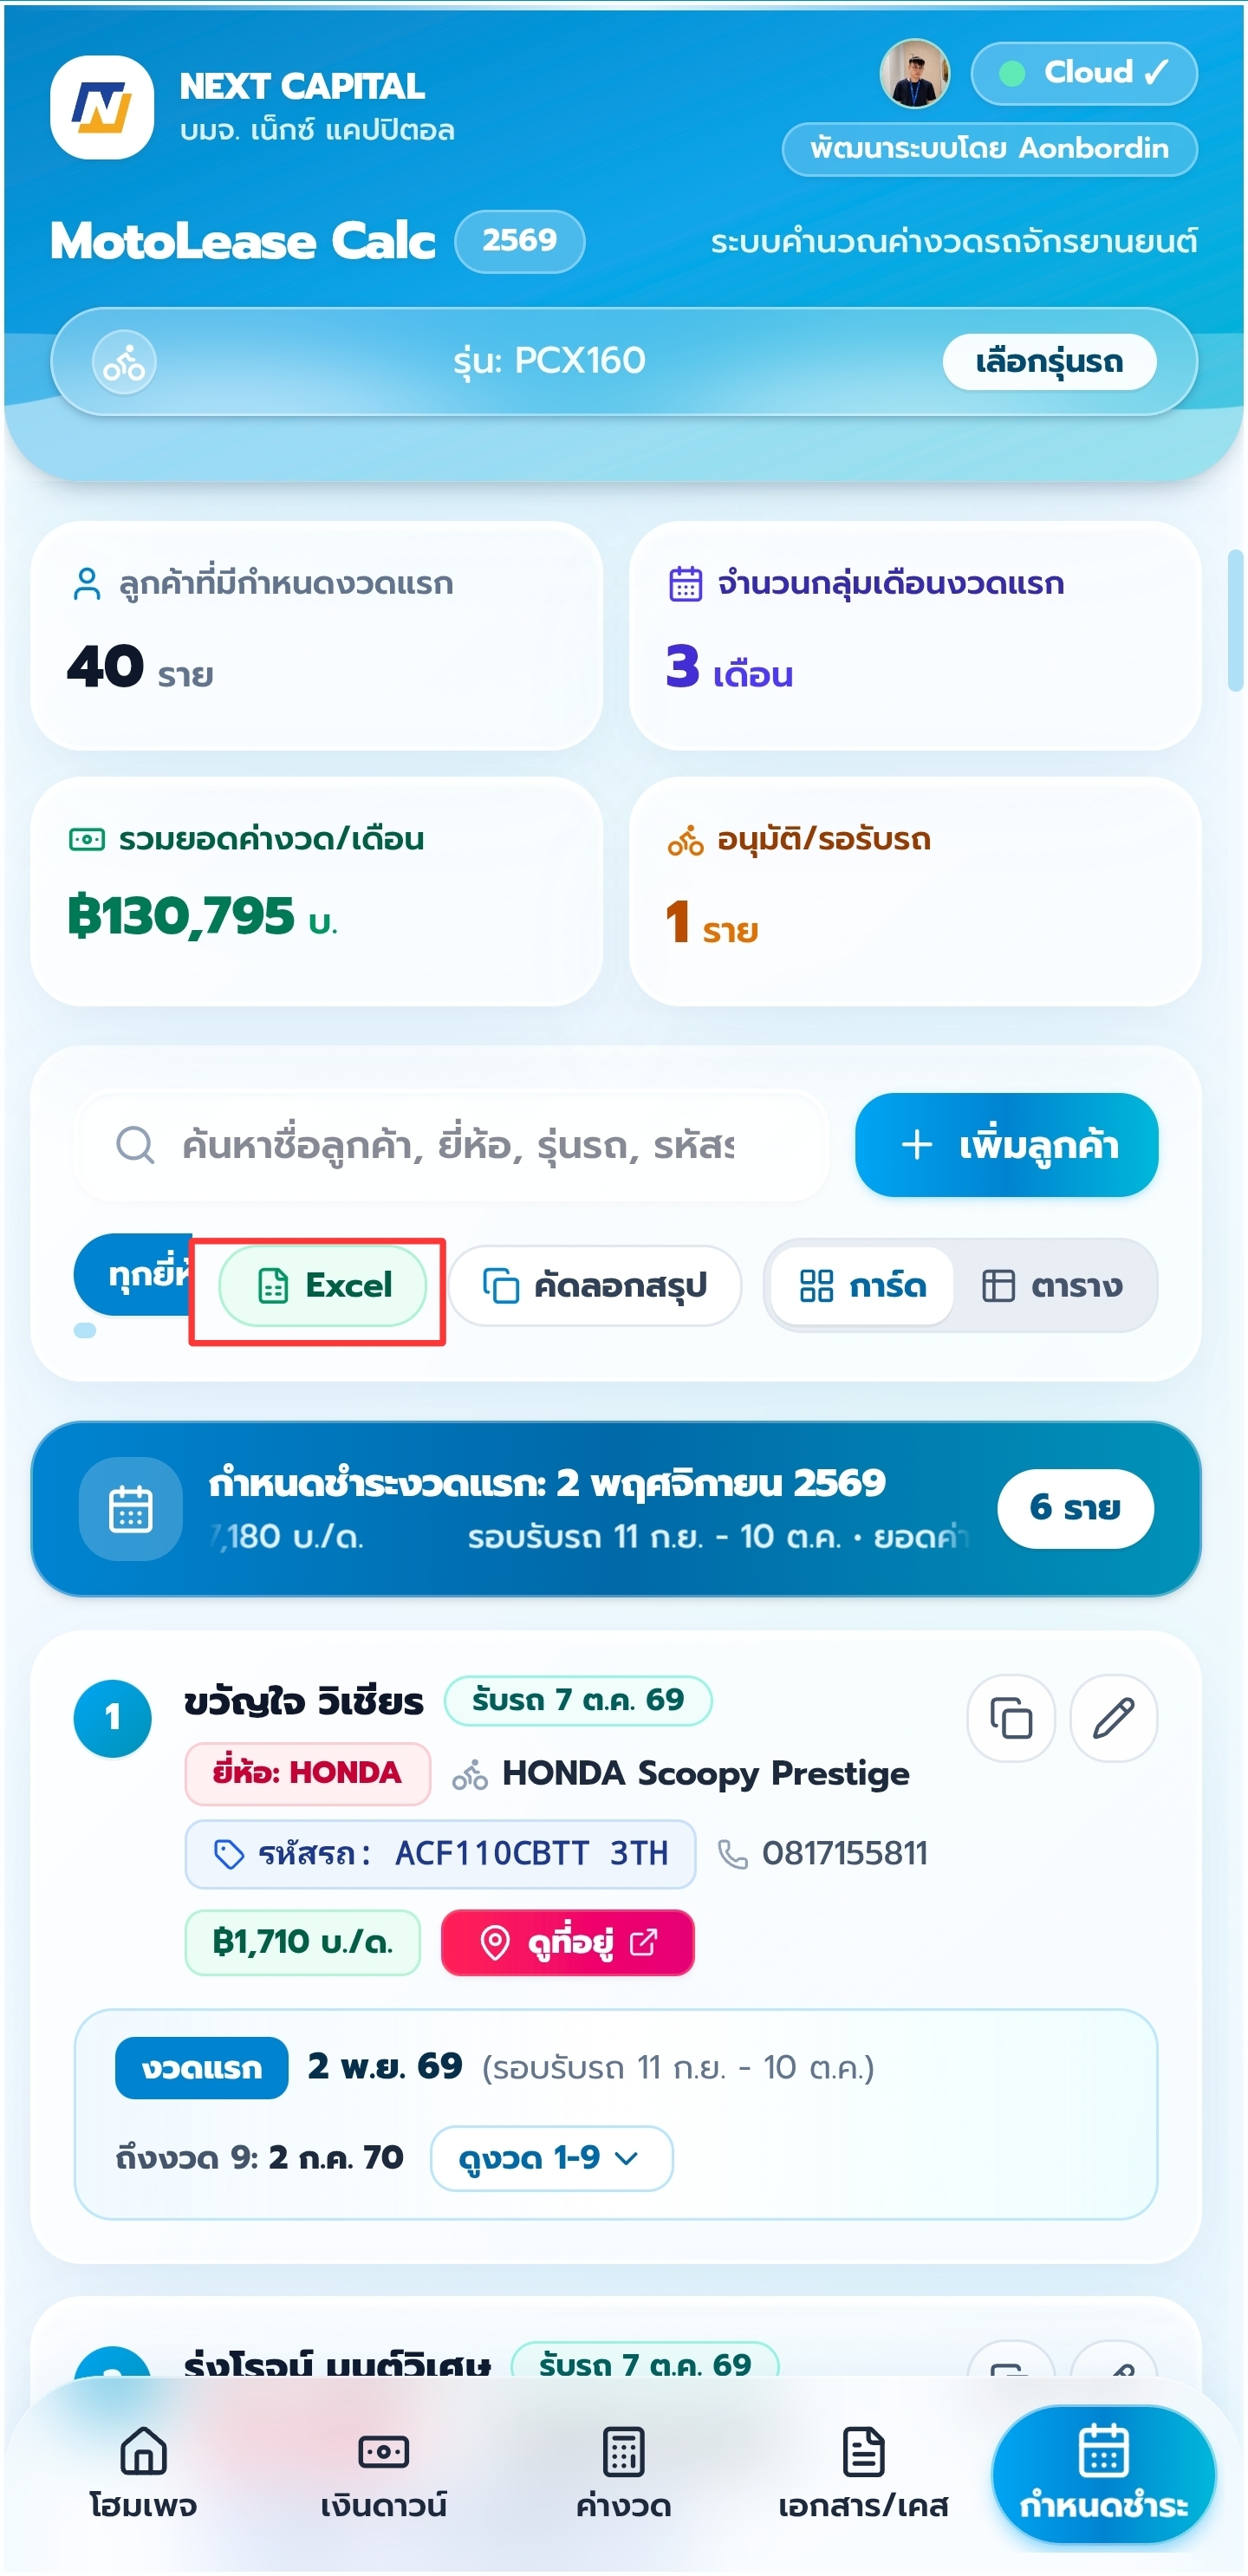 NEXT CAPITAL
บมจ. เน็กซ์ แคปปิตอล
Cloud ✓
พัฒนาระบบโดย Aonbordin
MotoLease Calc 2569
ระบบคำนวณค่างวดรถจักรยานยนต์
รุ่น: PCX160
เลือกรุ่นรถ
ลูกค้าที่มีกำหนดงวดแรก
40 ราย
จำนวนกลุ่มเดือนงวดแรก
3 เดือน
รวมยอดค่างวด/เดือน
฿130,795 บ.
อนุมัติ/รอรับรถ
1 ราย
ค้นหาชื่อลูกค้า, ยี่ห้อ, รุ่นรถ, รหัสร
+ เพิ่มลูกค้า
ทุกยี่ห้
Excel
คัดลอกสรุป
การ์ด
ตาราง
กำหนดชำระงวดแรก: 2 พฤศจิกายน 2569
7,180 บ./ด. รอบรับรถ 11 ก.ย. - 10 ต.ค. • ยอดค่า
6 ราย
1
ขวัญใจ วิเชียร รับรถ 7 ต.ค. 69
ยี่ห้อ: HONDA HONDA Scoopy Prestige
รหัสรถ: ACF110CBTT 3TH 0817155811
฿1,710 บ./ด. ดูที่อยู่
งวดแรก 2 พ.ย. 69 (รอบรับรถ 11 ก.ย. - 10 ต.ค.)
ถึงงวด 9: 2 ก.ค. 70 ดูงวด 1-9
รับรถ 7 ต.ค. 69
โฮมเพจ
เงินดาวน์
ค่างวด
เอกสาร/เคส
กำหนดชำระ